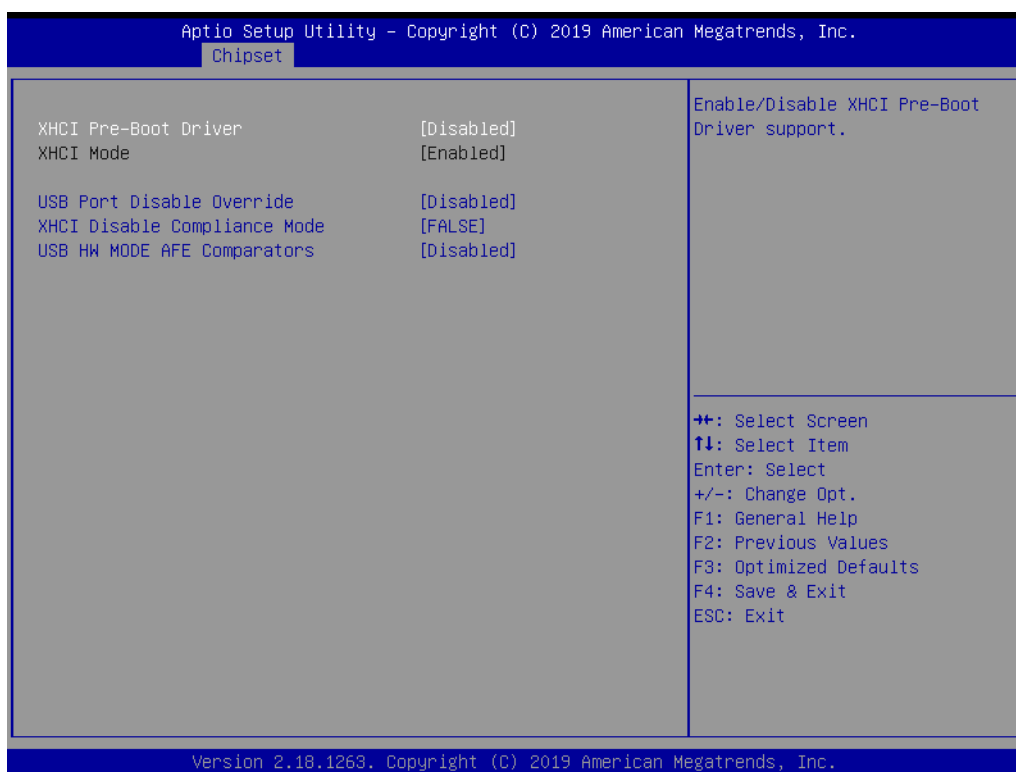 Aptio Setup Utility – Copyright (C) 2019 American Megatrends, Inc.
Chipset
XHCI Pre-Boot Driver [Disabled]
XHCI Mode [Enabled]
USB Port Disable Override [Disabled]
XHCI Disable Compliance Mode [FALSE]
USB HW MODE AFE Comparators [Disabled]
Enable/Disable XHCI Pre-Boot
Driver support.
→←: Select Screen
↑↓: Select Item
Enter: Select
+/-: Change Opt.
F1: General Help
F2: Previous Values
F3: Optimized Defaults
F4: Save & Exit
ESC: Exit
Version 2.18.1263. Copyright (C) 2019 American Megatrends, Inc.